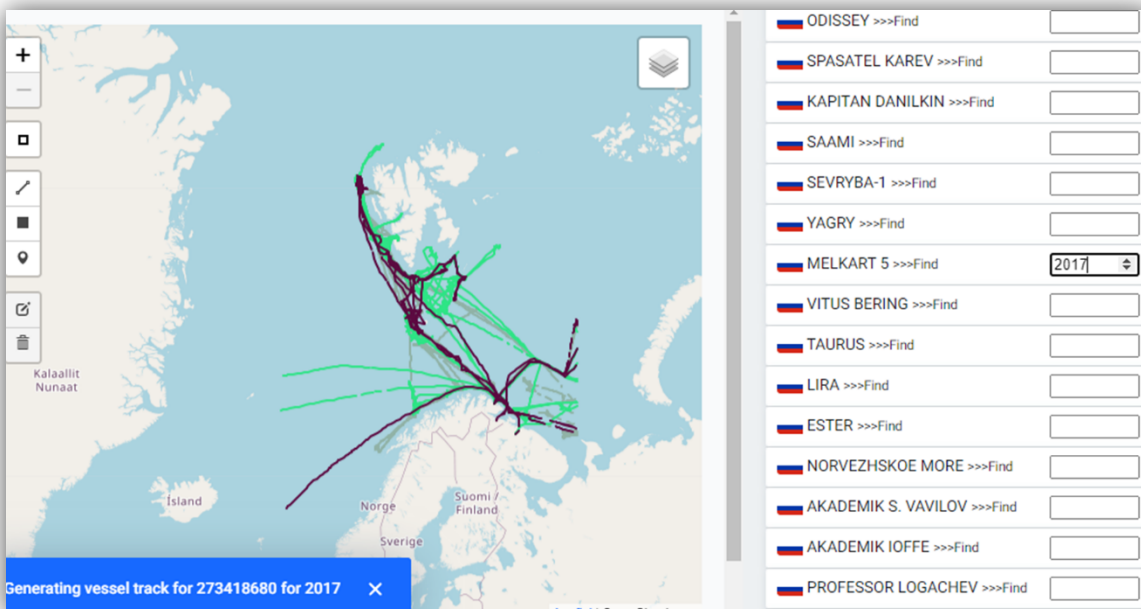 Kalaallit
Nunaat
Ísland
Norge
Suomi /
Finland
Sverige
Generating vessel track for 273418680 for 2017
ODISSEY >>>Find
SPASATEL KAREV >>>Find
KAPITAN DANILKIN >>>Find
SAAMI >>>Find
SEVRYBA-1 >>>Find
YAGRY >>>Find
MELKART 5 >>>Find 2017
VITUS BERING >>>Find
TAURUS >>>Find
LIRA >>>Find
ESTER >>>Find
NORVEZHSKOE MORE >>>Find
AKADEMIK S. VAVILOV >>>Find
AKADEMIK IOFFE >>>Find
PROFESSOR LOGACHEV >>>Find